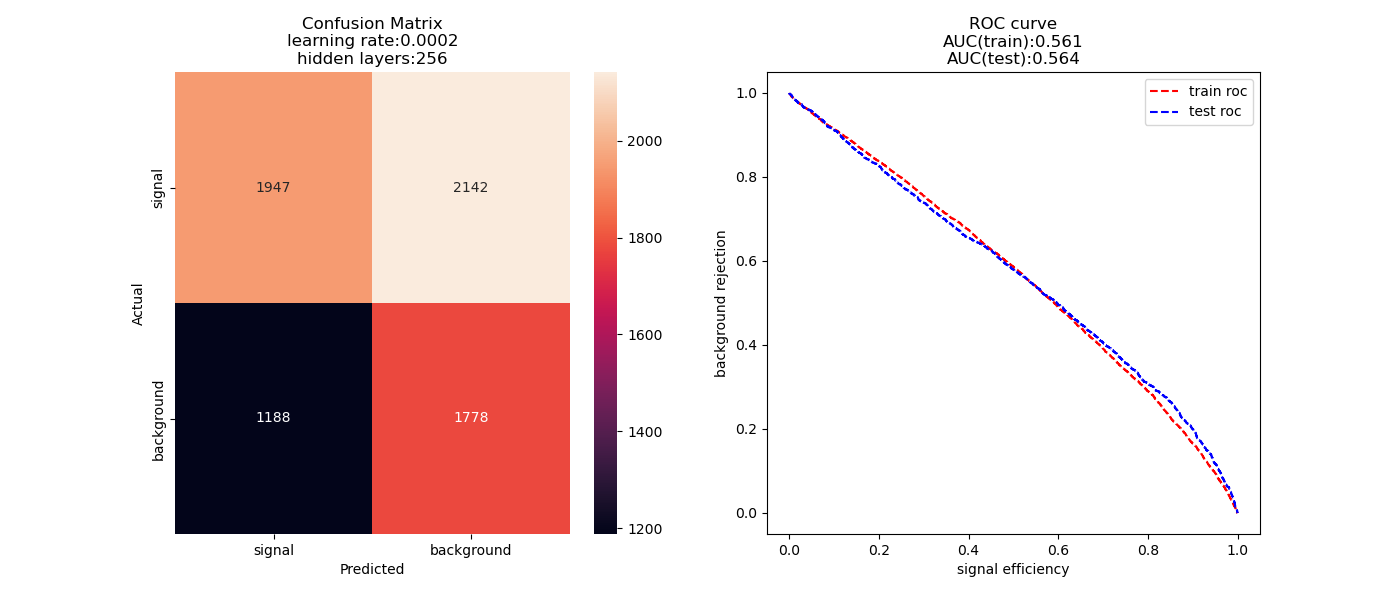 Confusion Matrix
learning rate:0.0002
hidden layers:256
signal
background
Actual
1947
2142
1188
1778
signal
background
Predicted
2000
1800
1600
1400
1200
ROC curve
AUC(train):0.561
AUC(test):0.564
train roc
test roc
background rejection
1.0
0.8
0.6
0.4
0.2
0.0
0.0
0.2
0.4
0.6
0.8
1.0
signal efficiency